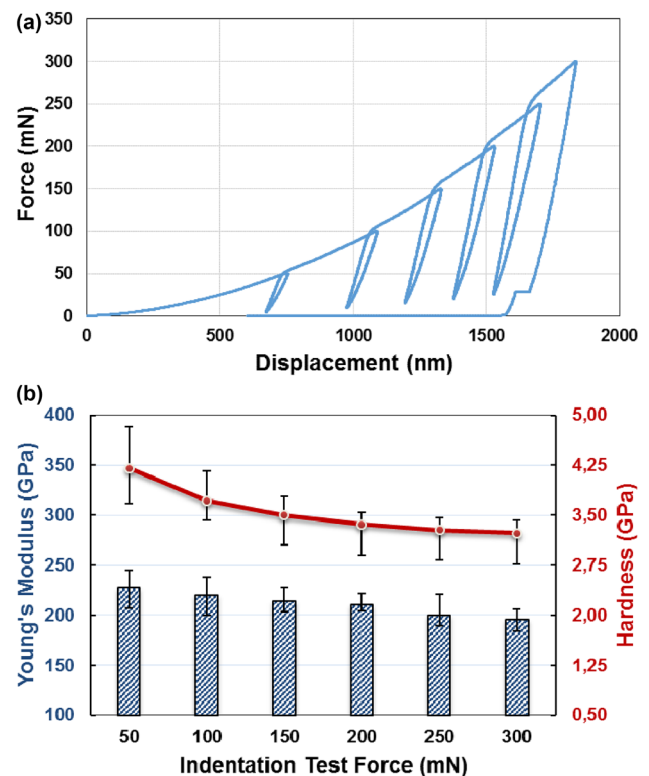 (a)
Force (mN)
350
300
250
200
150
100
50
0
0 500 1000 1500 2000
Displacement (nm)
(b)
Young's Modulus (GPa)
400
350
300
250
200
150
100
5,00
4,25
3,50
2,75
2,00
1,25
0,50
Hardness (GPa)
50 100 150 200 250 300
Indentation Test Force (mN)